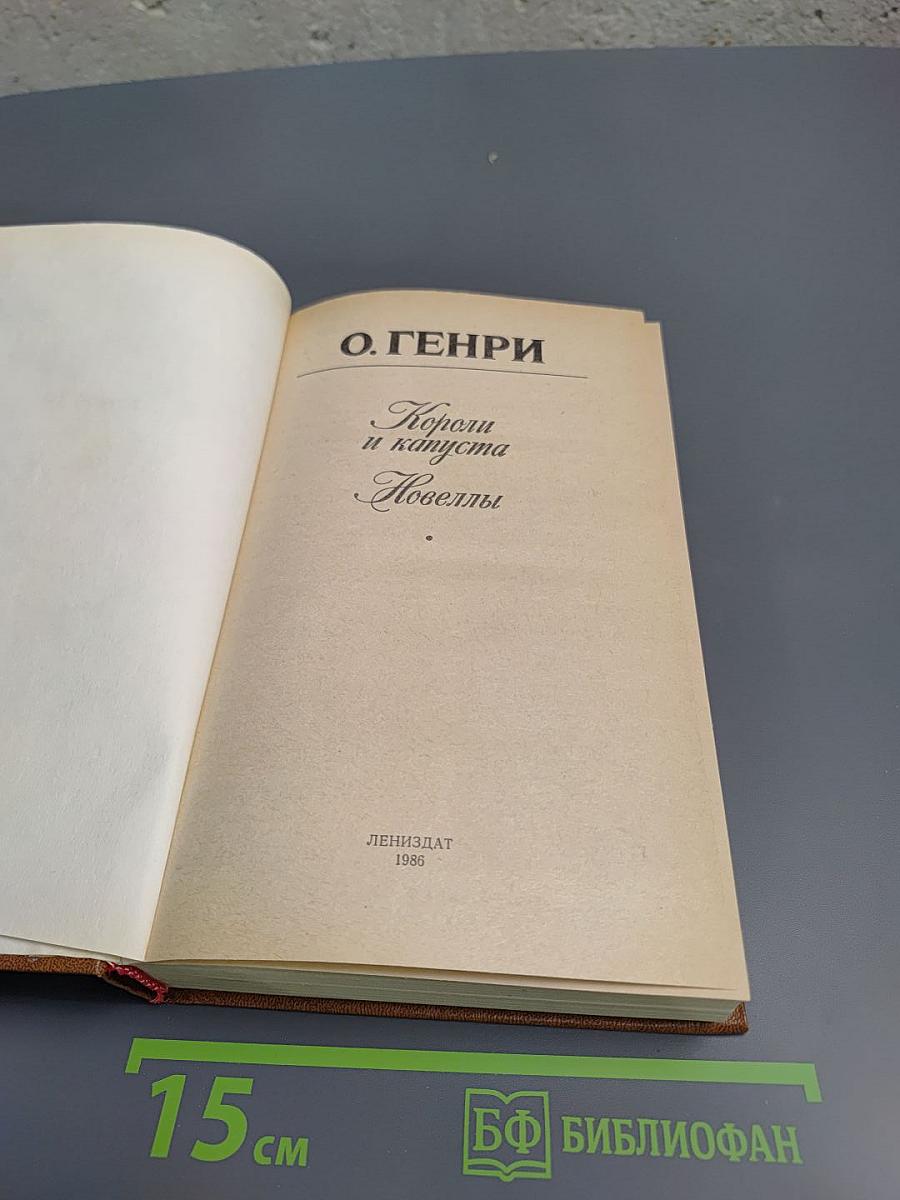 О. ГЕНРИ
Короли
и капуста
Новеллы
ЛЕНИЗДАТ
1986
15 см
БФ БИБЛИОФАН